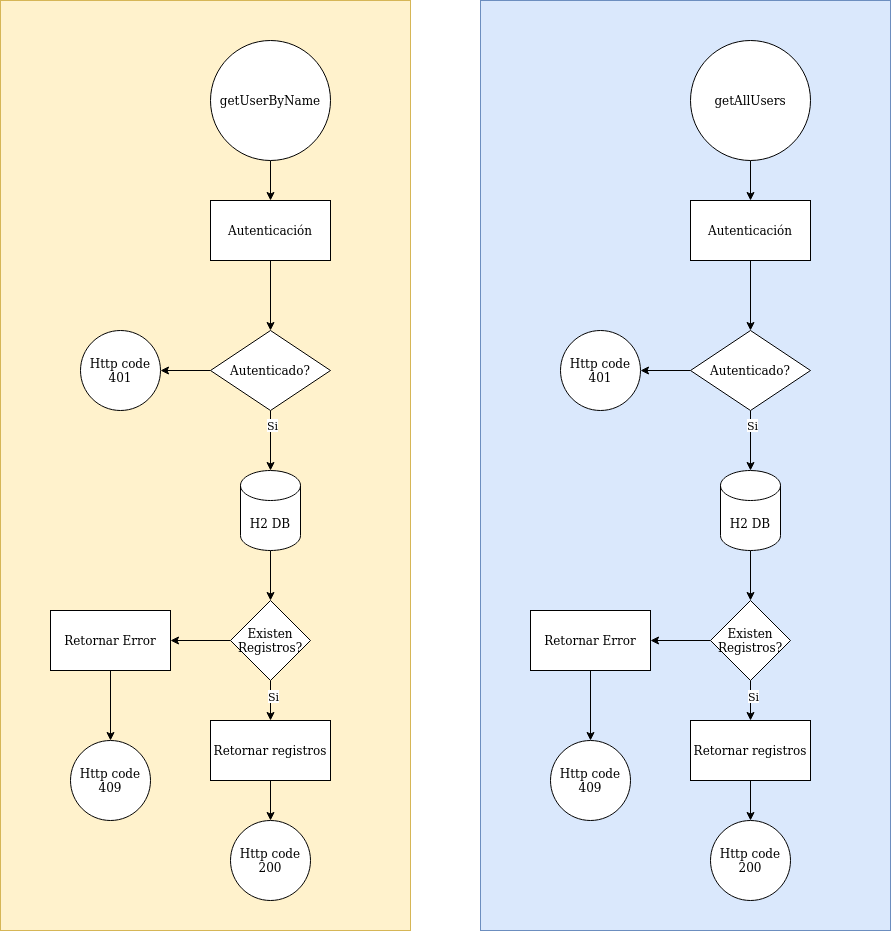 getUserByName
Autenticación
Http code
401
Autenticado?
Si
H2 DB
Retornar Error
Existen
Registros?
Si
Retornar registros
Http code
409
Http code
200
getAllUsers
Autenticación
Http code
401
Autenticado?
Si
H2 DB
Retornar Error
Existen
Registros?
Si
Retornar registros
Http code
409
Http code
200